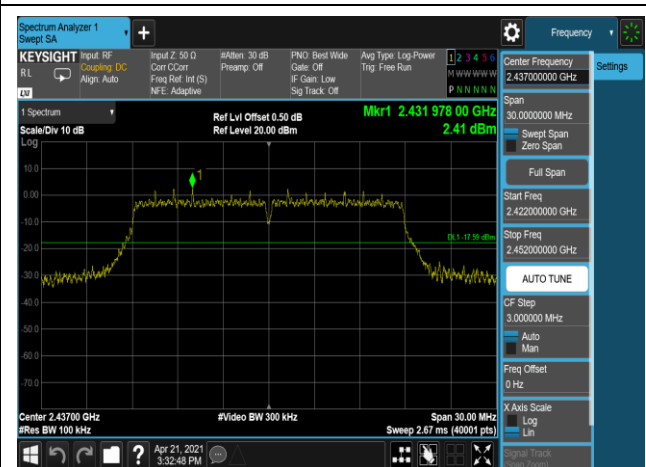 Spectrum Analyzer 1
Swept SA
+
Frequency
KEYSIGHT
RL
LXI
Input: RF
Coupling: DC
Align: Auto
Input Z: 50 Ω
Corr CCorr
Freq Ref: Int (S)
NFE: Adaptive
#Atten: 30 dB
Preamp: Off
PNO: Best Wide
Gate: Off
IF Gain: Low
Sig Track: Off
Avg Type: Log-Power
Trig: Free Run
1 2 3 4 5 6
M W W W W W
P N N N N N
Center Frequency
2.437000000 GHz
Settings
Span
30.0000000 MHz
Swept Span
Zero Span
Full Span
Start Freq
2.422000000 GHz
Stop Freq
2.452000000 GHz
AUTO TUNE
CF Step
3.000000 MHz
Auto
Man
Freq Offset
0 Hz
X Axis Scale
Log
Lin
Signal Track
(Span Zoom)
1 Spectrum
Scale/Div 10 dB
Log
Ref Lvl Offset 0.50 dB
Ref Level 20.00 dBm
Mkr1 2.431 978 00 GHz
2.41 dBm
1
10.0
0.00
-10.0
DL1 -17.59 dBm
-20.0
-30.0
-40.0
-50.0
-60.0
-70.0
Center 2.43700 GHz
#Res BW 100 kHz
#Video BW 300 kHz
Span 30.00 MHz
Sweep 2.67 ms (40001 pts)
?
Apr 21, 2021
3:32:48 PM